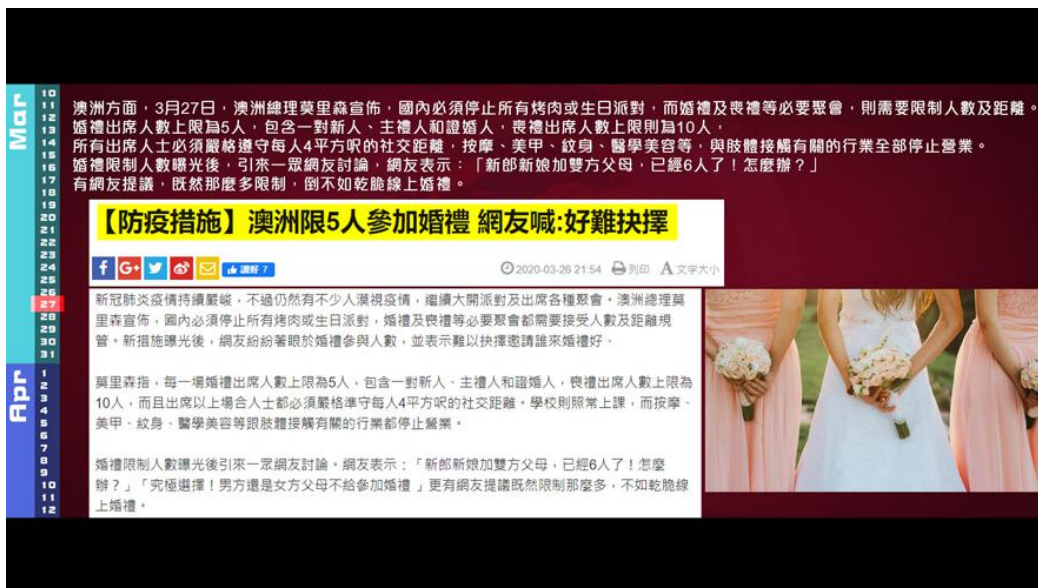 Mar
10
11
12
13
14
15
16
17
18
19
20
21
22
23
24
25
26
27
28
29
30
31
Apr
1
2
3
4
5
6
7
8
9
10
11
12
澳洲方面，3月27日，澳洲總理莫里森宣佈，國內必須停止所有烤肉或生日派對，而婚禮及喪禮等必要聚會，則需要限制人數及距離。
婚禮出席人數上限為5人，包含一對新人、主禮人和證婚人，喪禮出席人數上限則為10人，
所有出席人士必須嚴格遵守每人4平方呎的社交距離，按摩、美甲、紋身、醫學美容等，與肢體接觸有關的行業全部停止營業。
婚禮限制人數曝光後，引來一眾網友討論，網友表示：「新郎新娘加雙方父母，已經6人了！怎麼辦？」
有網友提議，既然那麼多限制，倒不如乾脆線上婚禮。
【防疫措施】澳洲限5人參加婚禮 網友喊:好難抉擇
f G+ 讚好 7 2020-03-26 21:54 列印 A 文字大小
新冠肺炎疫情持續嚴峻，不過仍然有不少人漠視疫情，繼續大開派對及出席各種聚會。澳洲總理莫
里森宣佈，國內必須停止所有烤肉或生日派對，婚禮及喪禮等必要聚會都需要接受人數及距離規
管。新措施曝光後，網友紛紛著眼於婚禮參與人數，並表示難以抉擇邀請誰來婚禮好、
莫里森指，每一場婚禮出席人數上限為5人，包含一對新人、主禮人和證婚人，喪禮出席人數上限為
10人，而且出席以上場合人士都必須嚴格準守每人4平方呎的社交距離。學校則照常上課，而按摩、
美甲、紋身、醫學美容等跟肢體接觸有關的行業都停止營業。
婚禮限制人數曝光後引來一眾網友討論。網友表示：「新郎新娘加雙方父母，已經6人了！怎麼
辦？」「究極選擇！男方還是女方父母不給參加婚禮 」更有網友提議既然限制那麼多，不如乾脆線
上婚禮。